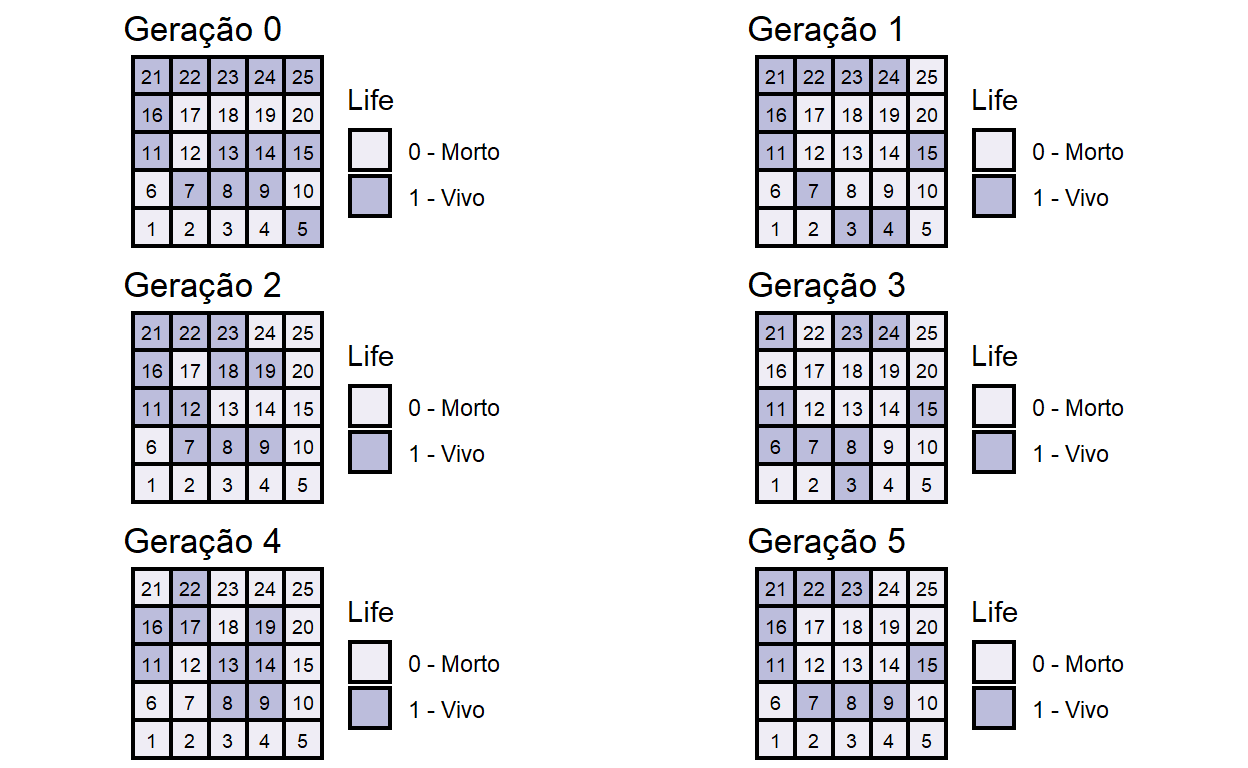 Geração 0
21 22 23 24 25
16 17 18 19 20
11 12 13 14 15
6 7 8 9 10
1 2 3 4 5
Life
0 - Morto
1 - Vivo
Geração 1
21 22 23 24 25
16 17 18 19 20
11 12 13 14 15
6 7 8 9 10
1 2 3 4 5
Life
0 - Morto
1 - Vivo
Geração 2
21 22 23 24 25
16 17 18 19 20
11 12 13 14 15
6 7 8 9 10
1 2 3 4 5
Life
0 - Morto
1 - Vivo
Geração 3
21 22 23 24 25
16 17 18 19 20
11 12 13 14 15
6 7 8 9 10
1 2 3 4 5
Life
0 - Morto
1 - Vivo
Geração 4
21 22 23 24 25
16 17 18 19 20
11 12 13 14 15
6 7 8 9 10
1 2 3 4 5
Life
0 - Morto
1 - Vivo
Geração 5
21 22 23 24 25
16 17 18 19 20
11 12 13 14 15
6 7 8 9 10
1 2 3 4 5
Life
0 - Morto
1 - Vivo